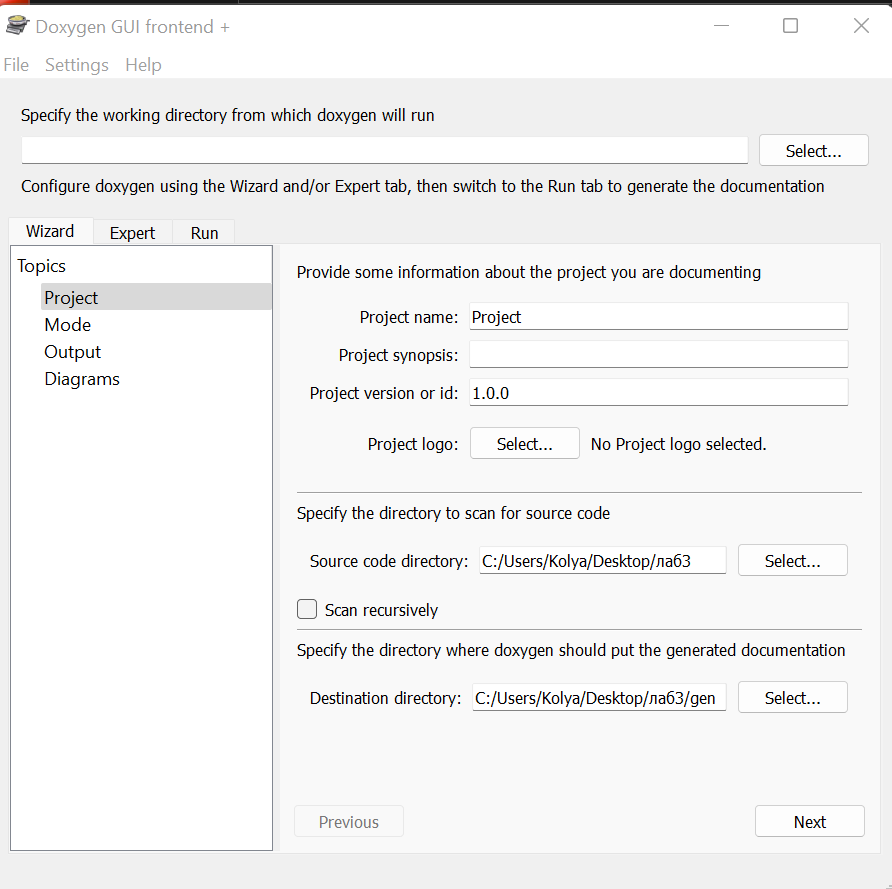 Doxygen GUI frontend +
File Settings Help
Specify the working directory from which doxygen will run
Select...
Configure doxygen using the Wizard and/or Expert tab, then switch to the Run tab to generate the documentation
Wizard Expert Run
Topics
Project
Mode
Output
Diagrams
Provide some information about the project you are documenting
Project name: Project
Project synopsis:
Project version or id: 1.0.0
Project logo: Select... No Project logo selected.
Specify the directory to scan for source code
Source code directory: C:/Users/Kolya/Desktop/лаб3 Select...
Scan recursively
Specify the directory where doxygen should put the generated documentation
Destination directory: C:/Users/Kolya/Desktop/лаб3/gen Select...
Previous Next